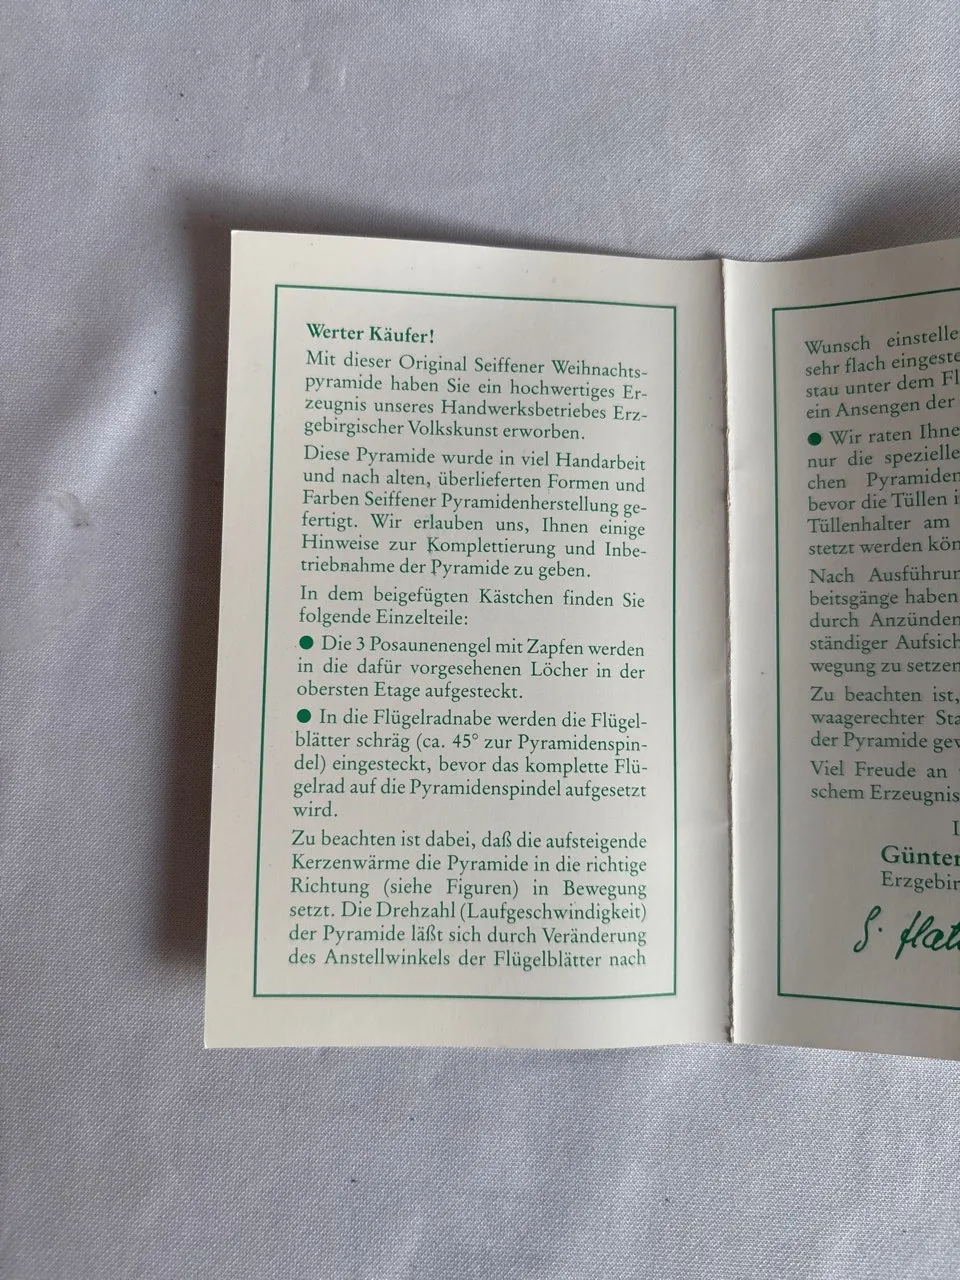 Werter Käufer!
Mit dieser Original Seiffener Weihnachts-
pyramide haben Sie ein hochwertiges Er-
zeugnis unseres Handwerksbetriebes Erz-
gebirgischer Volkskunst erworben.
Diese Pyramide wurde in viel Handarbeit
und nach alten, überlieferten Formen und
Farben Seiffener Pyramidenherstellung ge-
fertigt. Wir erlauben uns, Ihnen einige
Hinweise zur Komplettierung und Inbe-
triebnahme der Pyramide zu geben.
In dem beigefügten Kästchen finden Sie
folgende Einzelteile:
● Die 3 Posaunenengel mit Zapfen werden
in die dafür vorgesehenen Löcher in der
obersten Etage aufgesteckt.
● In die Flügelradnabe werden die Flügel-
blätter schräg (ca. 45° zur Pyramidenspin-
del) eingesteckt, bevor das komplette Flü-
gelrad auf die Pyramidenspindel aufgesetzt
wird.
Zu beachten ist dabei, daß die aufsteigende
Kerzenwärme die Pyramide in die richtige
Richtung (siehe Figuren) in Bewegung
setzt. Die Drehzahl (Laufgeschwindigkeit)
der Pyramide läßt sich durch Veränderung
des Anstellwinkels der Flügelblätter nach
Wunsch einstelle
sehr flach eingeste
stau unter dem Fl
ein Ansengen der
● Wir raten Ihne
nur die spezielle
chen Pyramiden
bevor die Tüllen i
Tüllenhalter am
stetzt werden kön
Nach Ausführun
beitsgänge haben
durch Anzünden
ständiger Aufsich
wegung zu setzen
Zu beachten ist,
waagerechter Sta
der Pyramide gew
Viel Freude an
schem Erzeugnis
Günter
Erzgebir